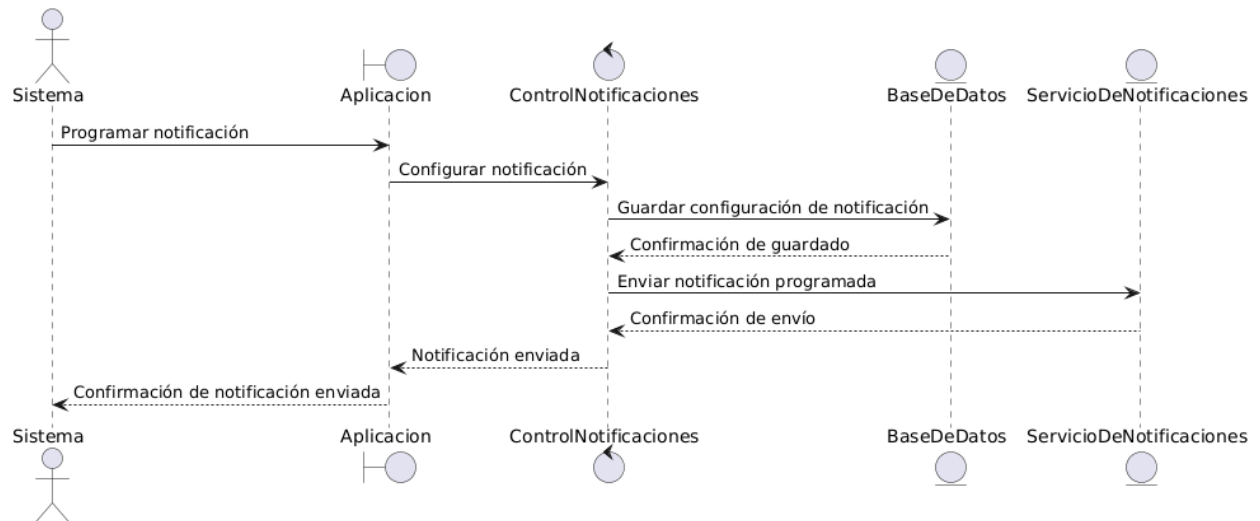 Sistema Aplicacion ControlNotificaciones BaseDeDatos ServicioDeNotificaciones
Programar notificación
Configurar notificación
Guardar configuración de notificación
Confirmación de guardado
Enviar notificación programada
Confirmación de envío
Notificación enviada
Confirmación de notificación enviada
Sistema Aplicacion ControlNotificaciones BaseDeDatos ServicioDeNotificaciones